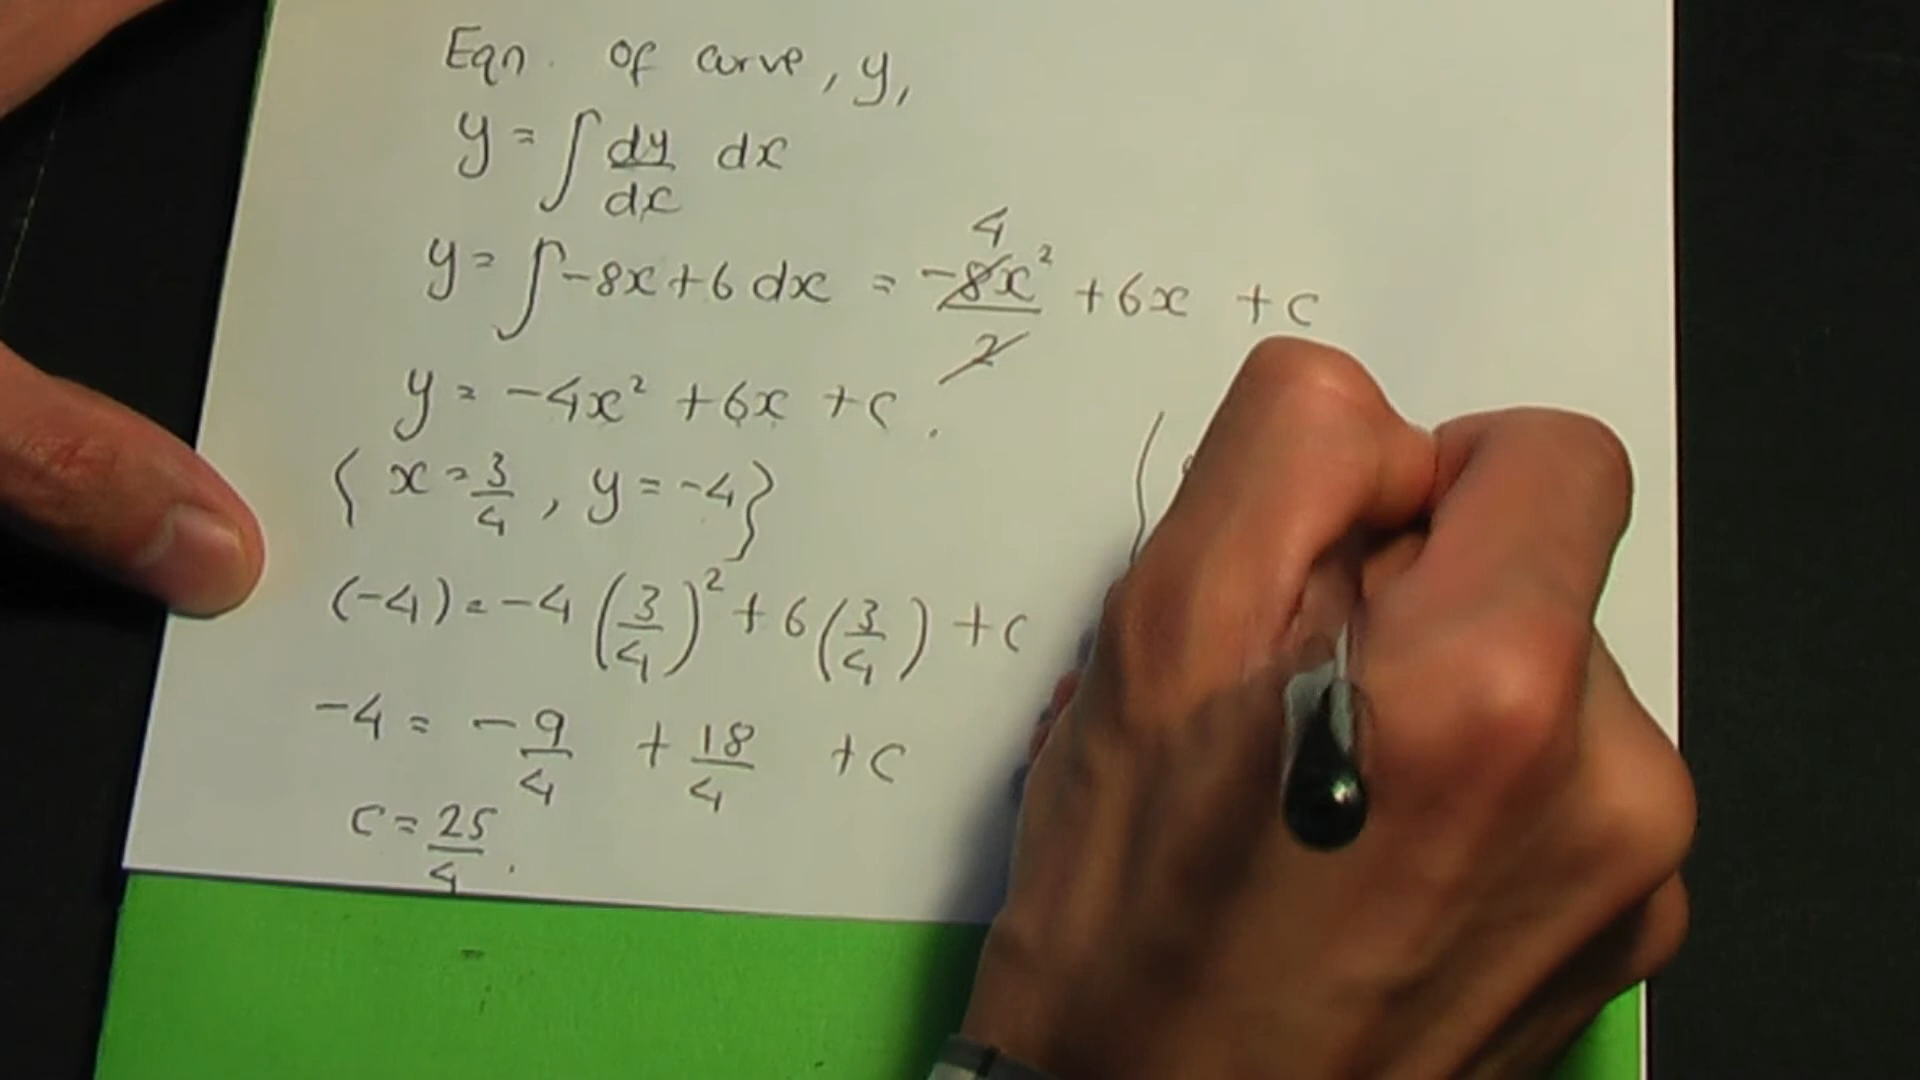 Eqn. of curve, y,
y = ∫ dy/dx dx
y = ∫ -8x + 6 dx = -8x²/2 + 6x + c
4
y = -4x² + 6x + c.
{ x = 3/4, y = -4 }
(-4) = -4 (3/4)² + 6 (3/4) + c
-4 = -9/4 + 18/4 + c
c = 25/4.